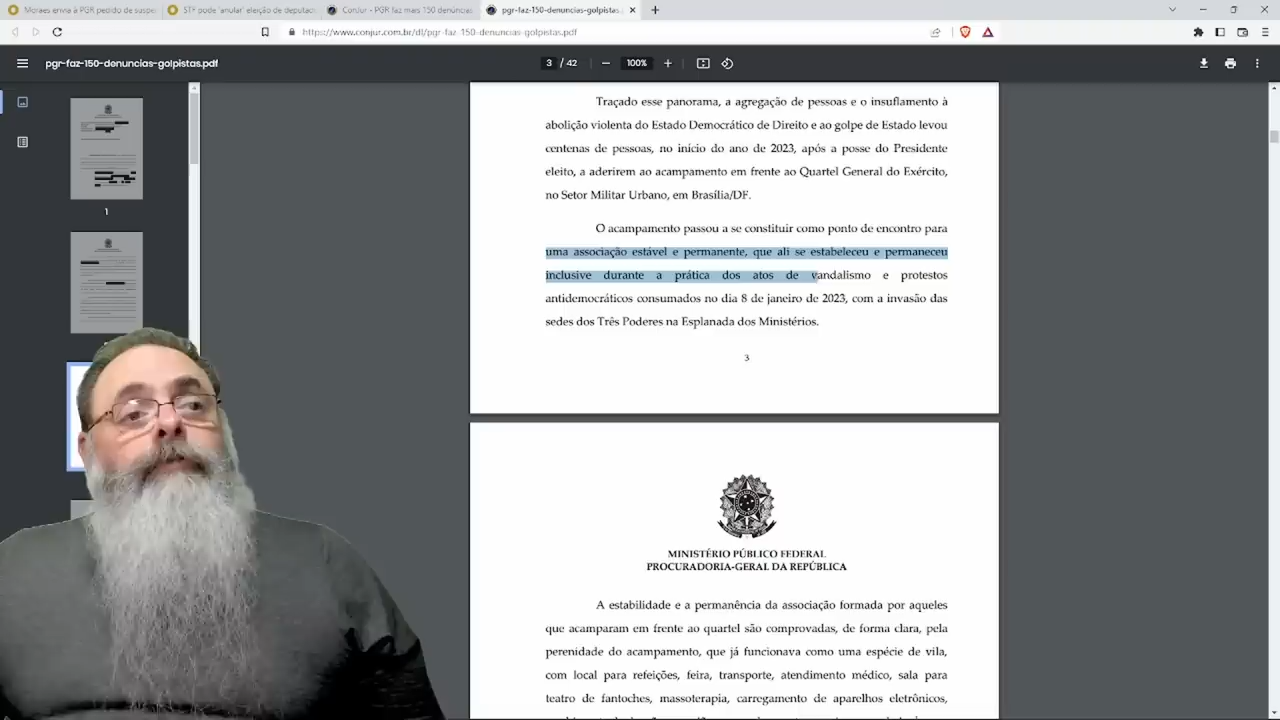 Moraes envia à PGR pedido de suspe
STF pode 'anular' eleição de deputado
ConJur - PGR faz mais 150 denúncias
pgr-faz-150-denuncias-golpistas
https://www.conjur.com.br/dl/pgr-faz-150-denuncias-golpistas.pdf
pgr-faz-150-denuncias-golpistas.pdf
3 / 42
100%
1
Traçado esse panorama, a agregação de pessoas e o insuflamento à
abolição violenta do Estado Democrático de Direito e ao golpe de Estado levou
centenas de pessoas, no início do ano de 2023, após a posse do Presidente
eleito, a aderirem ao acampamento em frente ao Quartel General do Exército,
no Setor Militar Urbano, em Brasília/DF.
O acampamento passou a se constituir como ponto de encontro para
uma associação estável e permanente, que ali se estabeleceu e permaneceu
inclusive durante a prática dos atos de vandalismo e protestos
antidemocráticos consumados no dia 8 de janeiro de 2023, com a invasão das
sedes dos Três Poderes na Esplanada dos Ministérios.
3
MINISTÉRIO PÚBLICO FEDERAL
PROCURADORIA-GERAL DA REPÚBLICA
A estabilidade e a permanência da associação formada por aqueles
que acamparam em frente ao quartel são comprovadas, de forma clara, pela
perenidade do acampamento, que já funcionava como uma espécie de vila,
com local para refeições, feira, transporte, atendimento médico, sala para
teatro de fantoches, massoterapia, carregamento de aparelhos eletrônicos,